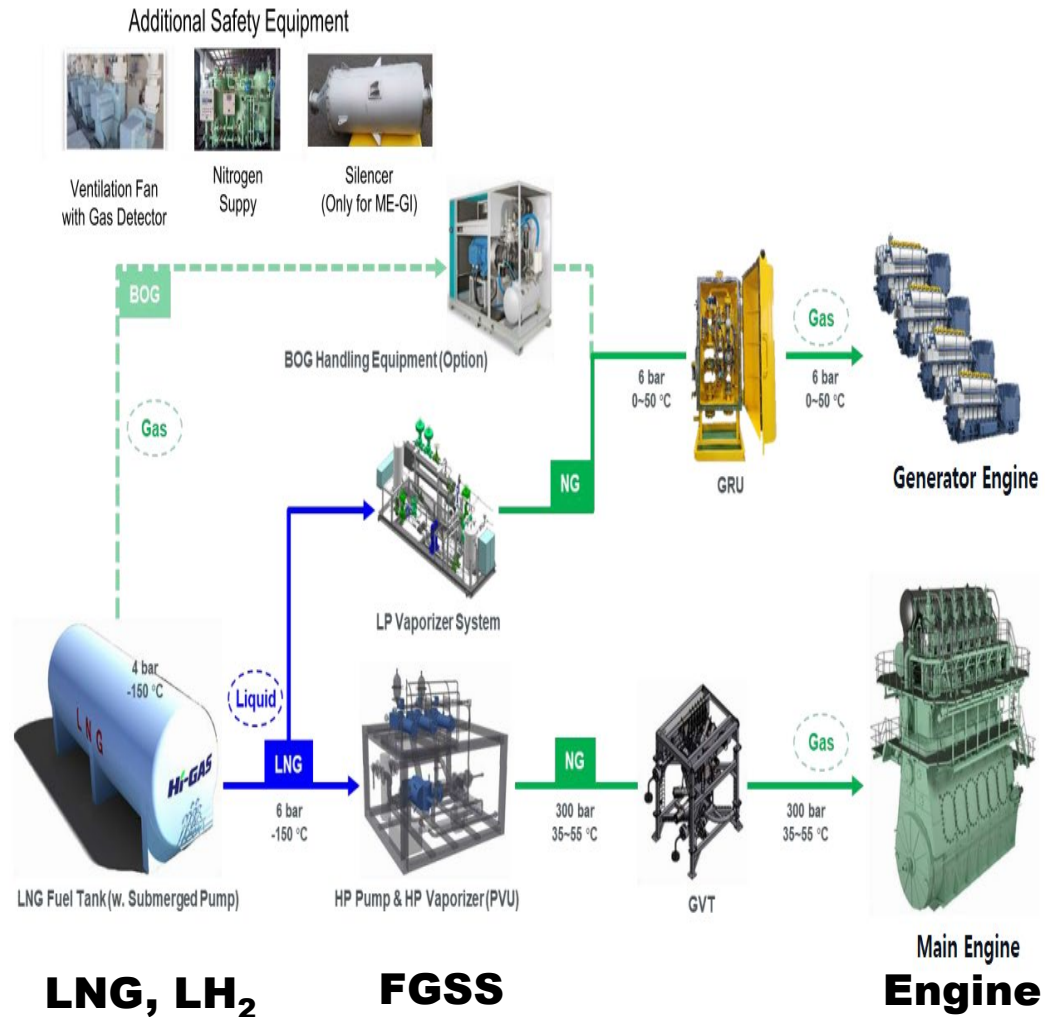 Additional Safety Equipment
Ventilation Fan
with Gas Detector
Nitrogen
Suppy
Silencer
(Only for ME-GI)
BOG
BOG Handling Equipment (Option)
Gas
6 bar
0~50 °C
GRU
Gas
6 bar
0~50 °C
Generator Engine
NG
LP Vaporizer System
4 bar
-150 °C
LNG
Hi-GAS
LNG Fuel Tank (w. Submerged Pump)
Liquid
LNG
6 bar
-150 °C
HP Pump & HP Vaporizer (PVU)
NG
300 bar
35~55 °C
GVT
Gas
300 bar
35~55 °C
Main Engine
LNG, LH₂
FGSS
Engine